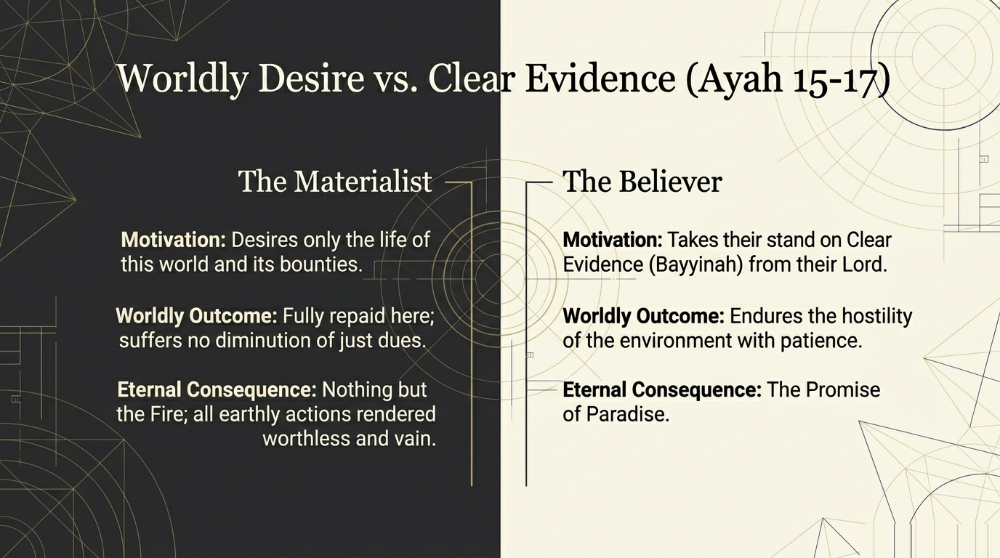 Worldly Desire vs. Clear Evidence (Ayah 15-17)
The Materialist
Motivation: Desires only the life of
this world and its bounties.
Worldly Outcome: Fully repaid here;
suffers no diminution of just dues.
Eternal Consequence: Nothing but
the Fire; all earthly actions rendered
worthless and vain.
The Believer
Motivation: Takes their stand on Clear
Evidence (Bayyinah) from their Lord.
Worldly Outcome: Endures the hostility
of the environment with patience.
Eternal Consequence: The Promise
of Paradise.